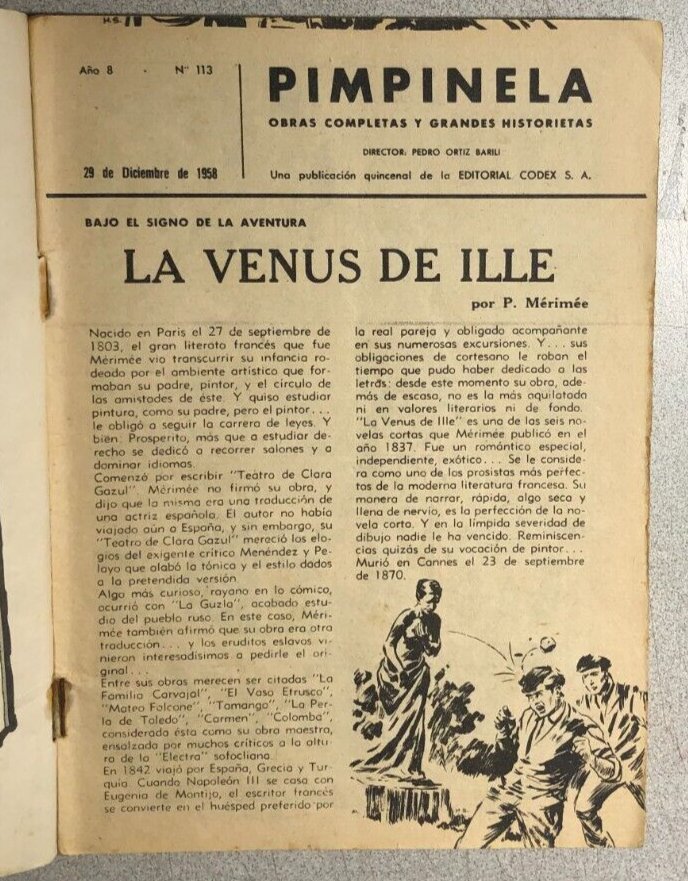 H.S.
Año 8 · Nº 113
29 de Diciembre de 1958
PIMPINELA
OBRAS COMPLETAS Y GRANDES HISTORIETAS
DIRECTOR: PEDRO ORTIZ BARILI
Una publicación quincenal de la EDITORIAL CODEX S. A.
BAJO EL SIGNO DE LA AVENTURA
LA VENUS DE ILLE
por P. Mérimée
Nacido en Paris el 27 de septiembre de
1803, el gran literato francés que fue
Mérimée vio transcurrir su infancia ro-
deado por el ambiente artístico que for-
maban su padre, pintor, y el círculo de
las amistades de éste. Y quiso estudiar
pintura, como su padre, pero el pintor...
le obligó a seguir la carrera de leyes. Y
bien: Prosperito, más que a estudiar de-
recho se dedicó a recorrer salones y a
dominar idiomas.
Comenzó por escribir "Teatro de Clara
Gazul". Mérimée no firmó su obra, y
dijo que la misma era una traducción de
una actriz española. El autor no había
viajado aún a España, y sin embargo, su
"Teatro de Clara Gazul" mereció los elo-
gios del exigente crítico Menéndez y Pe-
layo que alabó la tónica y el estilo dados
a la pretendida versión.
Algo más curioso, rayano en lo cómico,
ocurrió con "La Guzla", acabado estu-
dio del pueblo ruso. En este caso, Méri-
mée también afirmó que su obra era otra
traducción... y los eruditos eslavos vi-
nieron interesadísimos a pedirle el ori-
ginal...
Entre sus obras merecen ser citadas "La
Familia Carvajal", "El Vaso Etrusco",
"Mateo Falcone", "Tamango", "La Per-
la de Toledo", "Carmen", "Colomba",
considerada ésta como su obra maestra,
ensalzada por muchos críticos a la altu-
ra de la "Electra" sofocliana.
En 1842 viajó por España, Grecia y Tur-
quía. Cuando Napoleón III se casa con
Eugenia de Montijo, el escritor francés
se convierte en el huésped preferido por
la real pareja y obligado acompañante
en sus numerosas excursiones. Y... sus
obligaciones de cortesano le roban el
tiempo que pudo haber dedicado a las
letras: desde este momento su obra, ade-
más de escasa, no es la más aquilatada
ni en valores literarios ni de fondo.
"La Venus de Ille" es una de las seis no-
velas cortas que Mérimée publicó en el
año 1837. Fue un romántico especial,
independiente, exótico... Se le conside-
ra como uno de los prosistas más perfec-
tos de la moderna literatura francesa. Su
manera de narrar, rápida, algo seca y
llena de nervio, es la perfección de la no-
vela corta. Y en la límpida severidad de
dibujo nadie le ha vencido. Reminiscen-
cias quizás de su vocación de pintor...
Murió en Cannes el 23 de septiembre
de 1870.